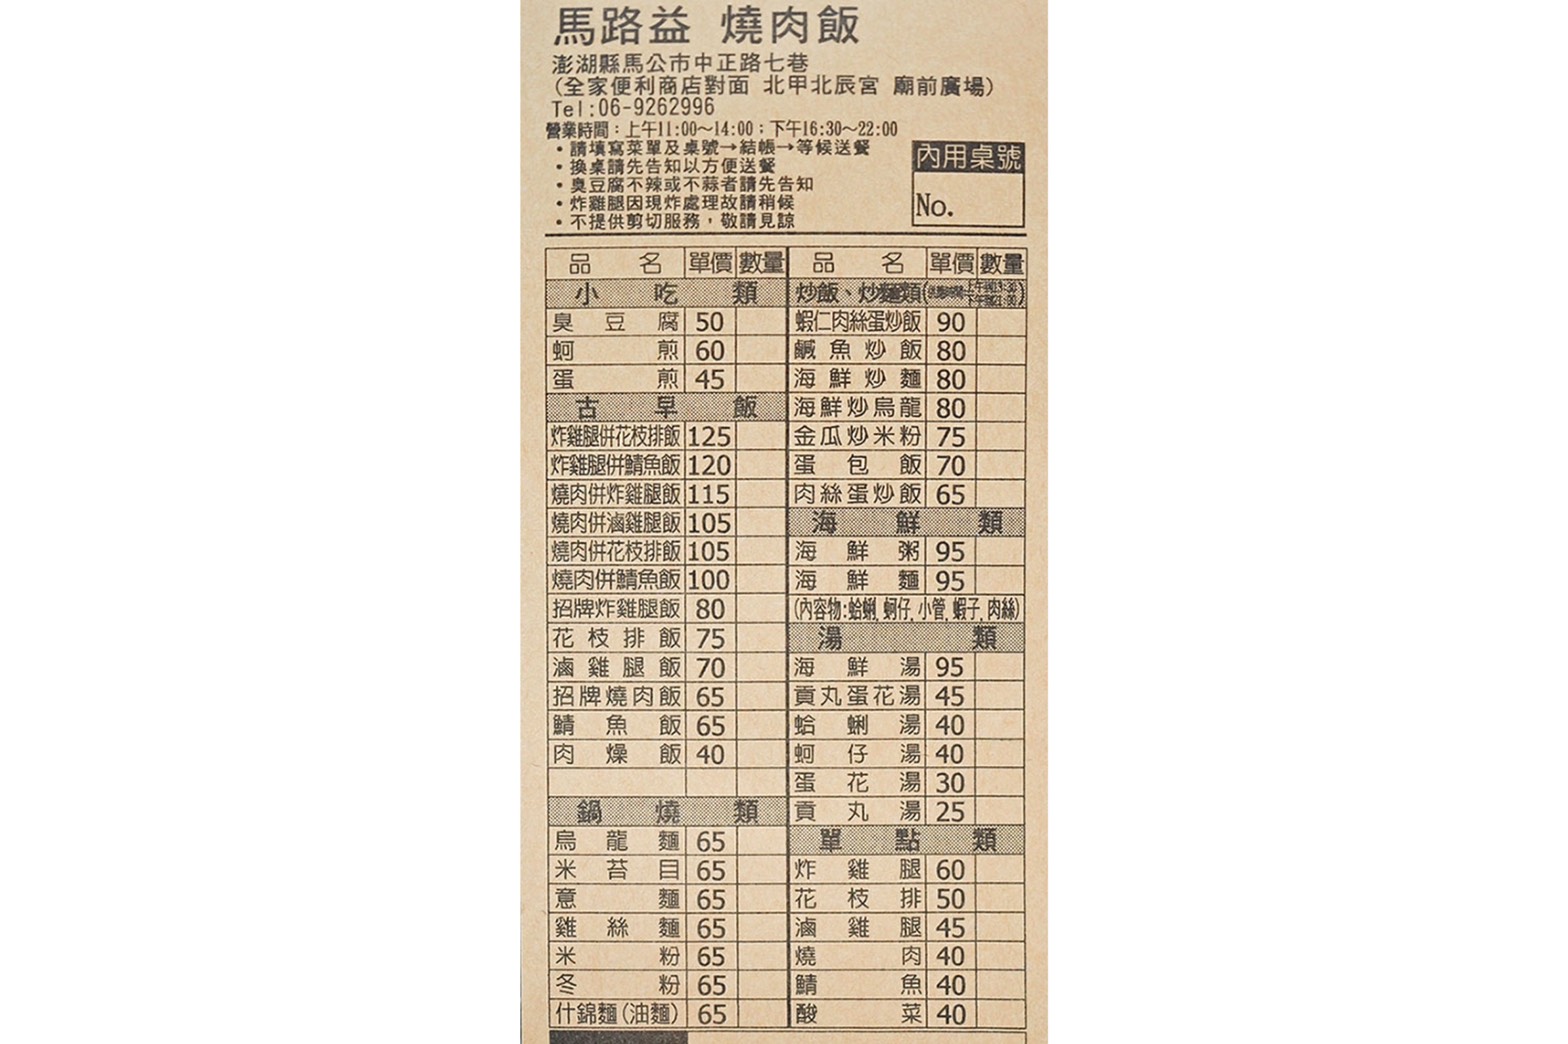 馬路益 燒肉飯
澎湖縣馬公市中正路七巷
(全家便利商店對面 北甲北辰宮 廟前廣場)
Tel:06-9262996
營業時間：上午11:00～14:00；下午16:30～22:00
・請填寫菜單及桌號→結帳→等候送餐
・換桌請先告知以方便送餐
・臭豆腐不辣或不蒜者請先告知
・炸雞腿因現炸處理故請稍候
・不提供剪切服務，敬請見諒
內用桌號
No.
品名 單價 數量
小吃類
臭豆腐 50
蚵煎 60
蛋煎 45
古早飯
炸雞腿併花枝排飯 125
炸雞腿併鯖魚飯 120
燒肉併炸雞腿飯 115
燒肉併滷雞腿飯 105
燒肉併花枝排飯 105
燒肉併鯖魚飯 100
招牌炸雞腿飯 80
花枝排飯 75
滷雞腿飯 70
招牌燒肉飯 65
鯖魚飯 65
肉燥飯 40
鍋燒類
烏龍麵 65
米苔目 65
意麵 65
雞絲麵 65
米粉 65
冬粉 65
什錦麵(油麵) 65
品名 單價 數量
炒飯、炒麵類
蝦仁肉絲蛋炒飯 90
鹹魚炒飯 80
海鮮炒麵 80
海鮮炒烏龍 80
金瓜炒米粉 75
蛋包飯 70
肉絲蛋炒飯 65
海鮮類
海鮮粥 95
海鮮麵 95
(內容物:蛤蜊,蚵仔,小管,蝦子,肉絲)
湯類
海鮮湯 95
貢丸蛋花湯 45
蛤蜊湯 40
蚵仔湯 40
蛋花湯 30
貢丸湯 25
單點類
炸雞腿 60
花枝排 50
滷雞腿 45
燒肉 40
鯖魚 40
酸菜 40